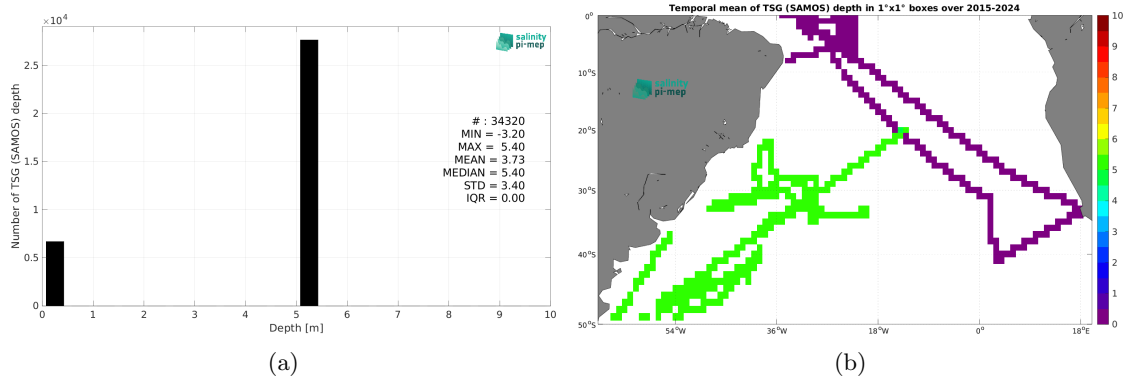 ×10⁴
2.5
2
1.5
1
0.5
0
0 1 2 3 4 5 6 7 8 9 10
Number of TSG (SAMOS) depth
Depth [m]
salinity
pi-mep
# : 34320
MIN = -3.20
MAX = 5.40
MEAN = 3.73
MEDIAN = 5.40
STD = 3.40
IQR = 0.00
(a)
Temporal mean of TSG (SAMOS) depth in 1°x1° boxes over 2015-2024
0°
10°S
20°S
30°S
40°S
50°S
54°W 36°W 18°W 0° 18°E
salinity
pi-mep
10
9
8
7
6
5
4
3
2
1
0
(b)